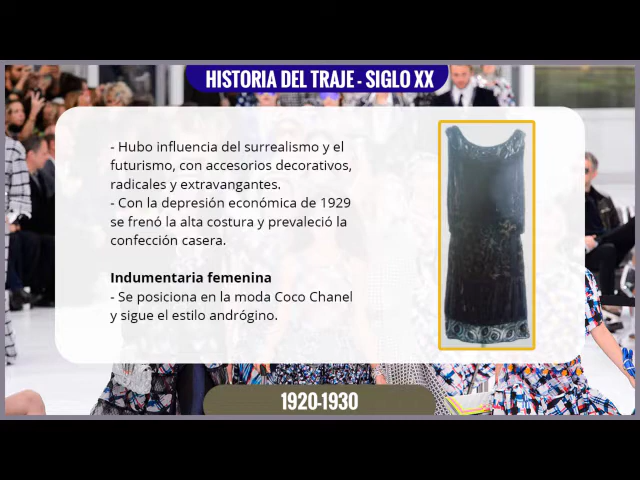 HISTORIA DEL TRAJE - SIGLO XX
- Hubo influencia del surrealismo y el
futurismo, con accesorios decorativos,
radicales y extravangantes.
- Con la depresión económica de 1929
se frenó la alta costura y prevaleció la
confección casera.
Indumentaria femenina
- Se posiciona en la moda Coco Chanel
y sigue el estilo andrógino.
1920-1930